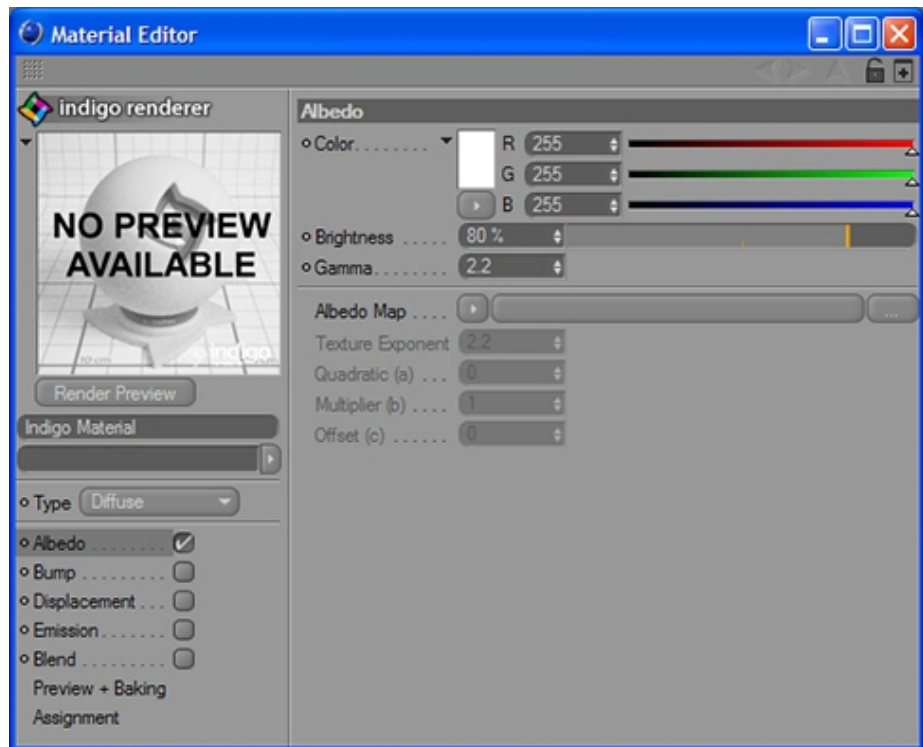 Material Editor
indigo renderer
NO PREVIEW
AVAILABLE
10 cm
indigo
Render Preview
Indigo Material
Type Diffuse
Albedo ........
Bump .........
Displacement ...
Emission .......
Blend .........
Preview + Baking
Assignment
Albedo
Color ........ R 255
G 255
B 255
Brightness ..... 80 %
Gamma ........ 2.2
Albedo Map .... ...
Texture Exponent 2.2
Quadratic (a) ... 0
Multiplier (b) .... 1
Offset (c) ...... 0